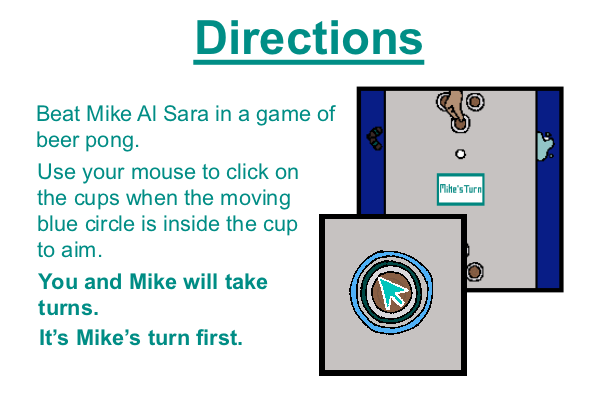 Directions
Beat Mike Al Sara in a game of
beer pong.
Use your mouse to click on
the cups when the moving
blue circle is inside the cup
to aim.
You and Mike will take
turns.
It’s Mike’s turn first.
Mike'sTurn